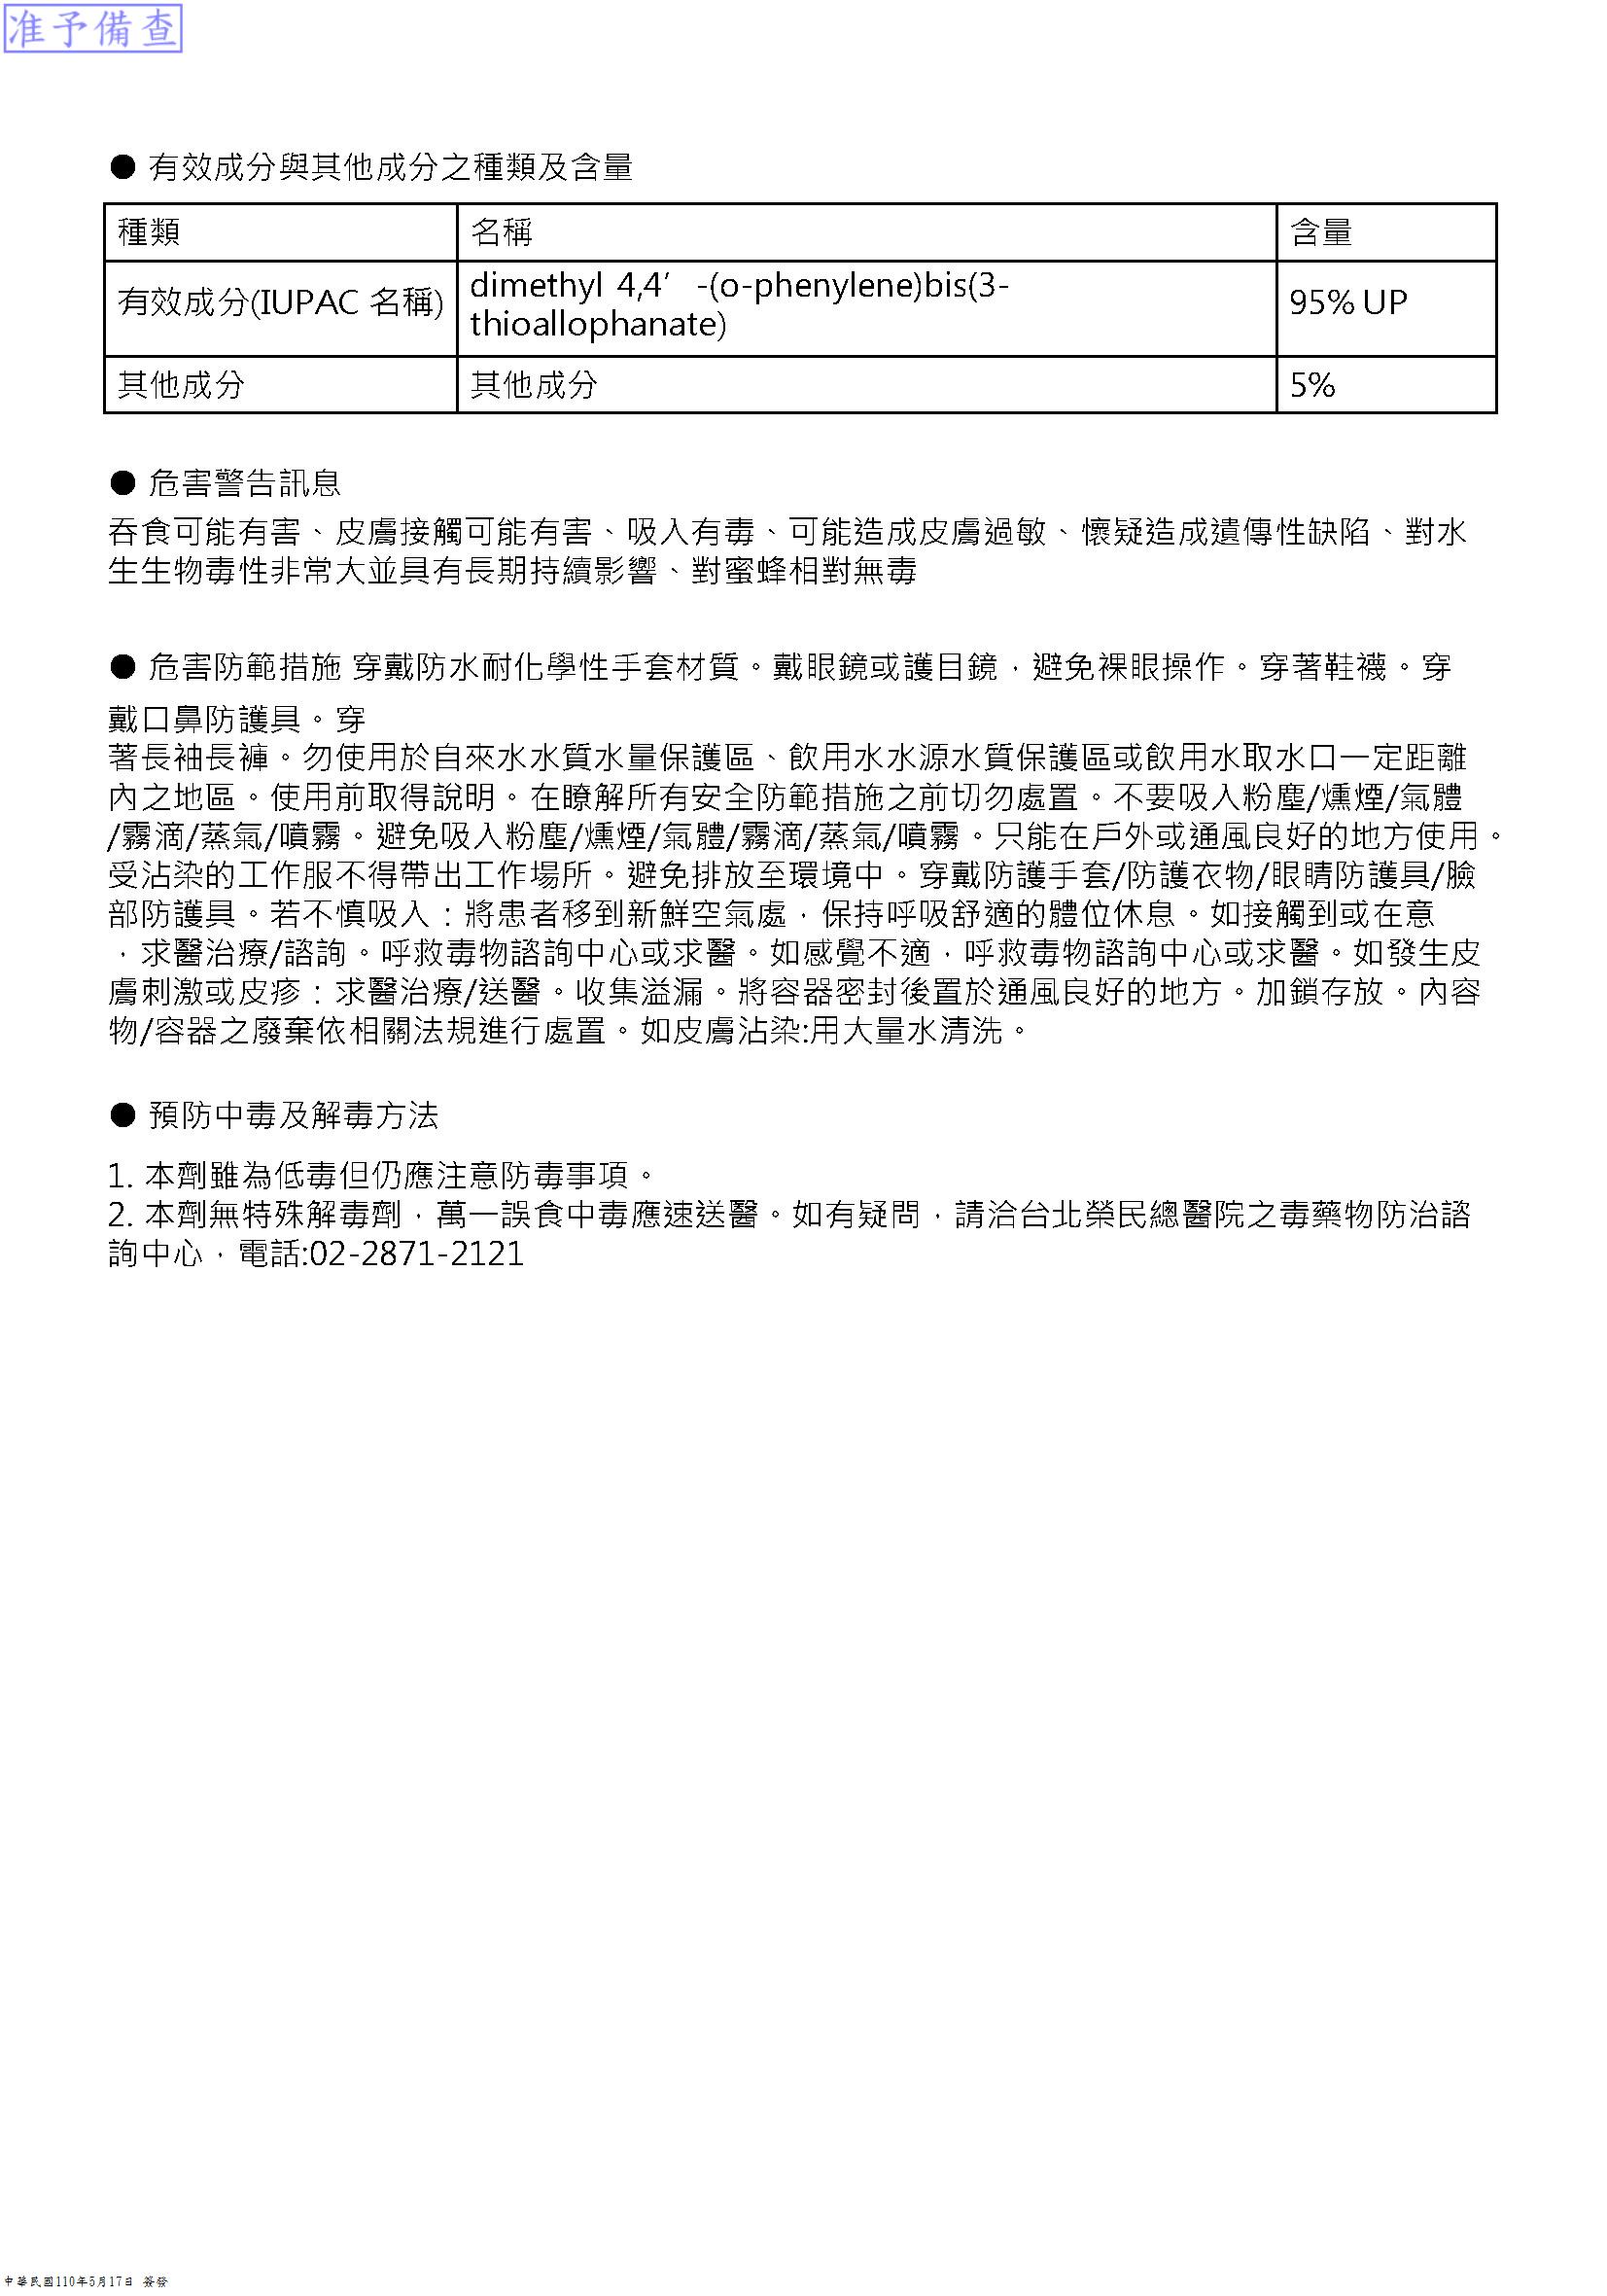 准予備查
● 有效成分與其他成分之種類及含量
種類 名稱 含量
有效成分(IUPAC 名稱) dimethyl 4,4′ -(o-phenylene)bis(3-
thioallophanate) 95% UP
其他成分 其他成分 5%
● 危害警告訊息
吞食可能有害、皮膚接觸可能有害、吸入有毒、可能造成皮膚過敏、懷疑造成遺傳性缺陷、對水
生生物毒性非常大並具有長期持續影響、對蜜蜂相對無毒
● 危害防範措施 穿戴防水耐化學性手套材質。戴眼鏡或護目鏡，避免裸眼操作。穿著鞋襪。穿
戴口鼻防護具。穿
著長袖長褲。勿使用於自來水水質水量保護區、飲用水水源水質保護區或飲用水取水口一定距離
內之地區。使用前取得說明。在瞭解所有安全防範措施之前切勿處置。不要吸入粉塵/燻煙/氣體
/霧滴/蒸氣/噴霧。避免吸入粉塵/燻煙/氣體/霧滴/蒸氣/噴霧。只能在戶外或通風良好的地方使用。
受沾染的工作服不得帶出工作場所。避免排放至環境中。穿戴防護手套/防護衣物/眼睛防護具/臉
部防護具。若不慎吸入：將患者移到新鮮空氣處，保持呼吸舒適的體位休息。如接觸到或在意
，求醫治療/諮詢。呼救毒物諮詢中心或求醫。如感覺不適，呼救毒物諮詢中心或求醫。如發生皮
膚刺激或皮疹：求醫治療/送醫。收集溢漏。將容器密封後置於通風良好的地方。加鎖存放。內容
物/容器之廢棄依相關法規進行處置。如皮膚沾染:用大量水清洗。
● 預防中毒及解毒方法
1. 本劑雖為低毒但仍應注意防毒事項。
2. 本劑無特殊解毒劑，萬一誤食中毒應速送醫。如有疑問，請洽台北榮民總醫院之毒藥物防治諮
詢中心，電話:02-2871-2121
中華民國110年5月17日 簽發